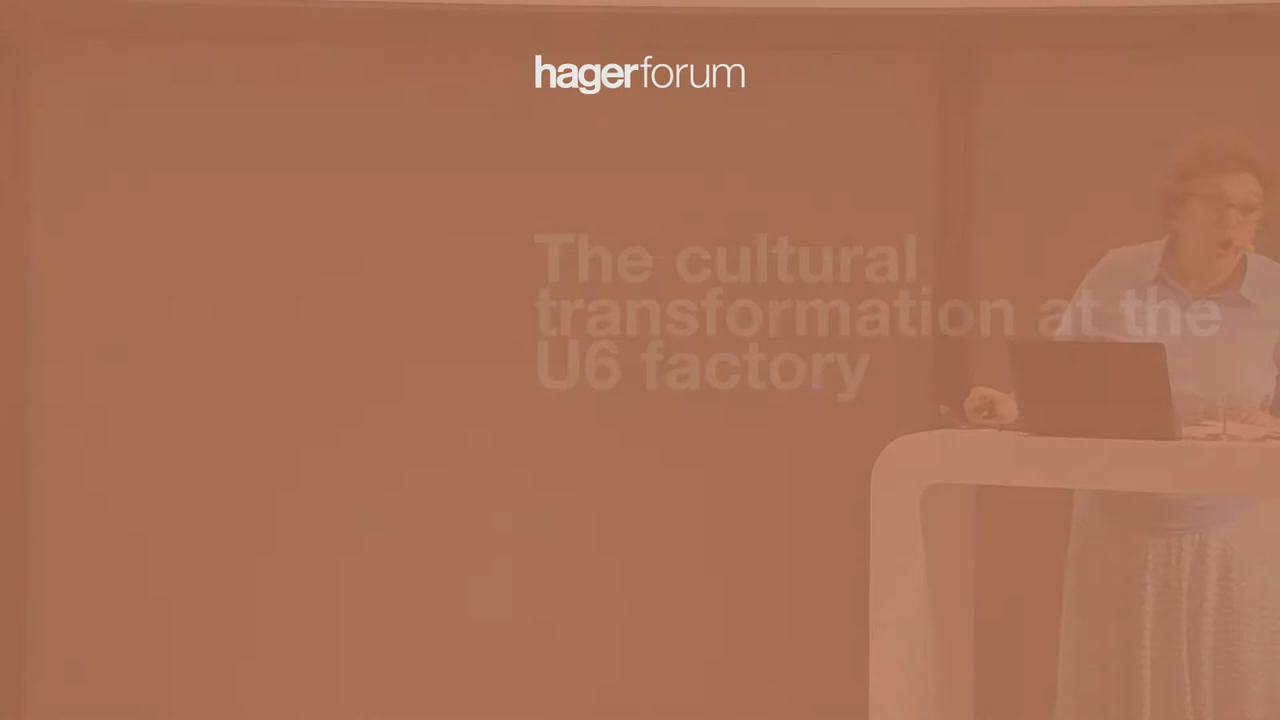 hagerforum
The cultural
transformation at the
U6 factory